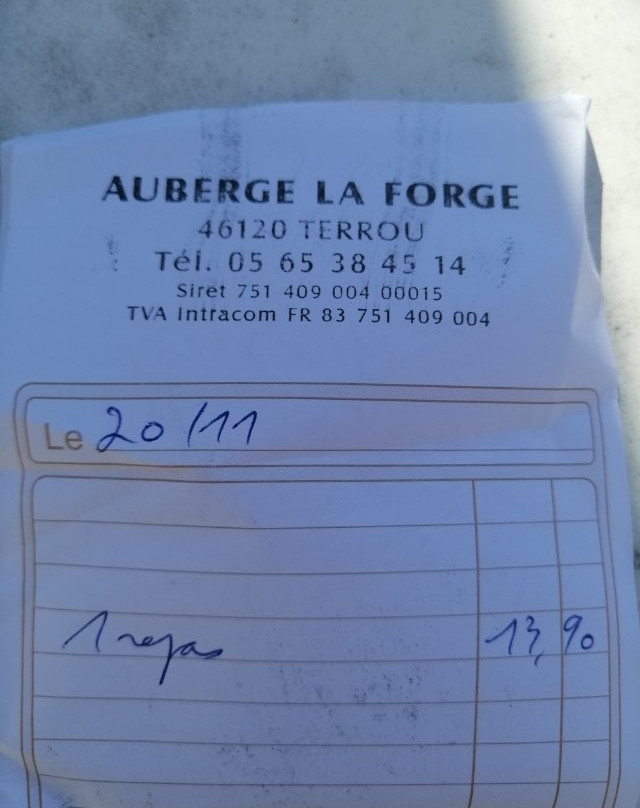 AUBERGE LA FORGE
46120 TERROU
Tél. 05 65 38 45 14
Siret 751 409 004 00015
TVA Intracom FR 83 751 409 004
Le 20/11
1 repas 13,90